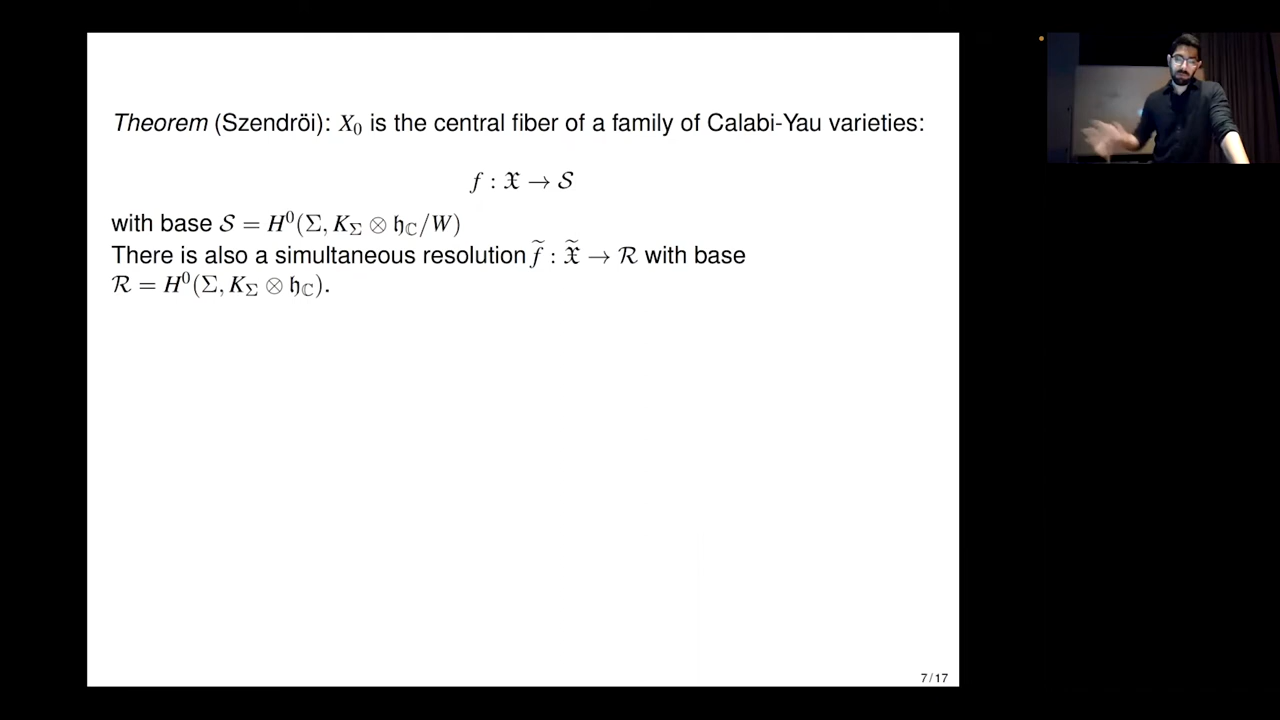 Theorem (Szendröi): X₀ is the central fiber of a family of Calabi-Yau varieties:
f : 𝔛 → 𝒮
with base 𝒮 = H⁰(Σ, K_Σ ⊗ 𝔥_ℂ/W)
There is also a simultaneous resolution f̃ : 𝔛̃ → ℛ with base
ℛ = H⁰(Σ, K_Σ ⊗ 𝔥_ℂ).
7 / 17